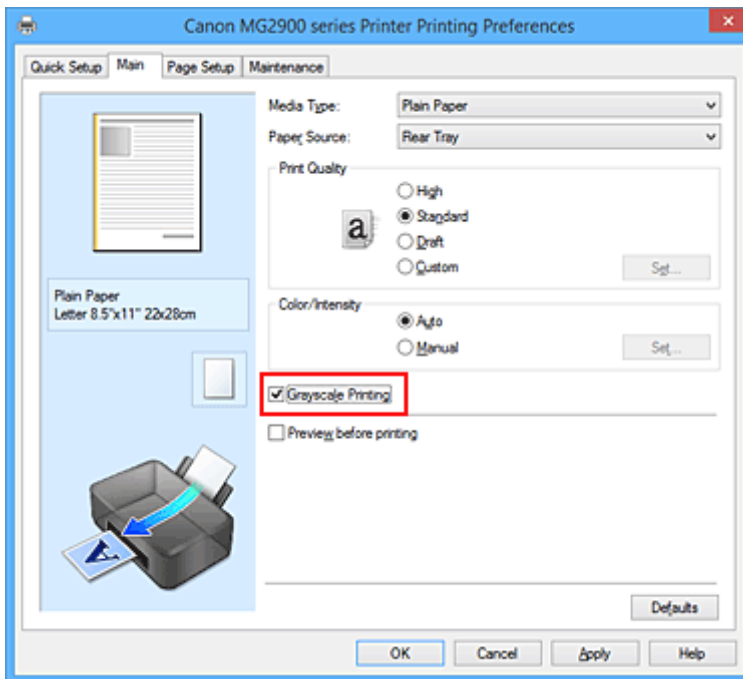 Canon MG2900 series Printer Printing Preferences
Quick Setup Main Page Setup Maintenance
Media Type: Plain Paper
Paper Source: Rear Tray
Print Quality
High
a Standard
Draft
Custom Set...
Plain Paper
Letter 8.5"x11" 22x28cm
Color/Intensity
Auto
Manual Set...
Grayscale Printing
Preview before printing
A
Defaults
OK Cancel Apply Help